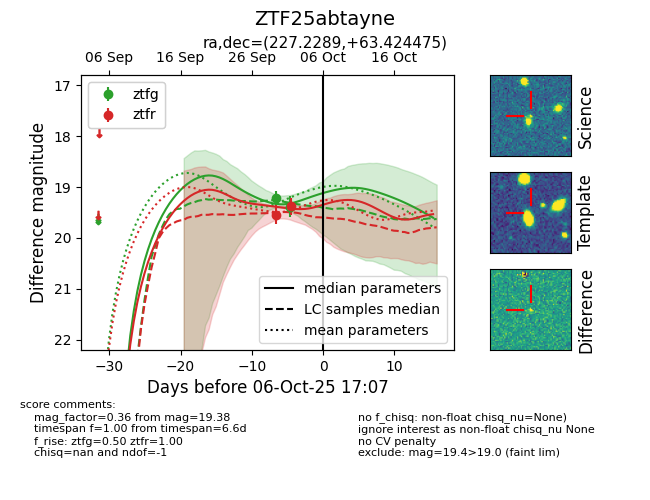 ZTF25abtayne
ra,dec=(227.2289,+63.424475)
06 Sep 16 Sep 26 Sep 06 Oct 16 Oct
17
18
19
20
21
22
Difference magnitude
ztfg
ztfr
median parameters
LC samples median
mean parameters
−30 −20 −10 0 10
Days before 06-Oct-25 17:07
Science
Template
Difference
score comments:
mag_factor=0.36 from mag=19.38
timespan f=1.00 from timespan=6.6d
f_rise: ztfg=0.50 ztfr=1.00
chisq=nan and ndof=-1
no f_chisq: non-float chisq_nu=None)
ignore interest as non-float chisq_nu None
no CV penalty
exclude: mag=19.4>19.0 (faint lim)